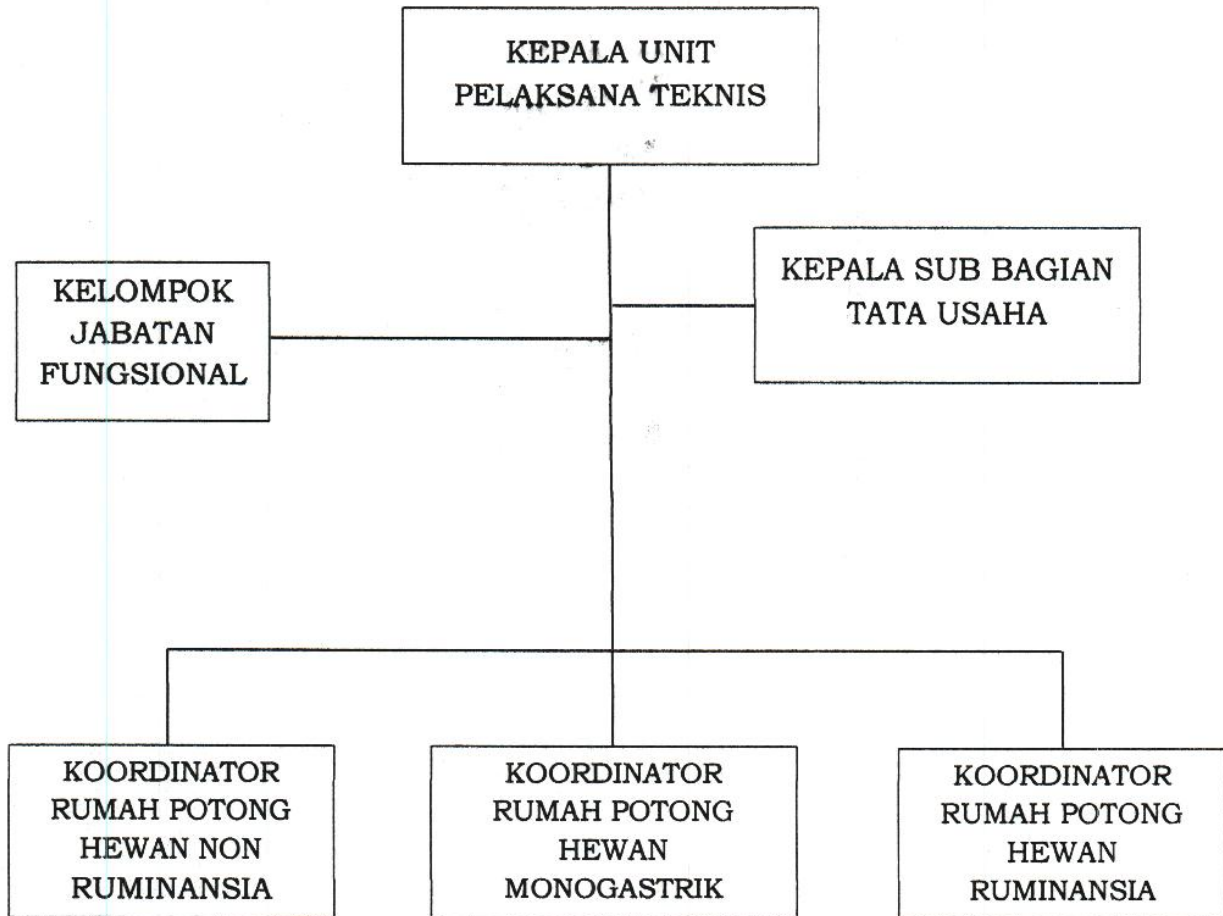 KEPALA UNIT
PELAKSANA TEKNIS
KEPALA SUB BAGIAN
TATA USAHA
KELOMPOK
JABATAN
FUNGSIONAL
KOORDINATOR
RUMAH POTONG
HEWAN NON
RUMINANSIA
KOORDINATOR
RUMAH POTONG
HEWAN
MONOGASTRIK
KOORDINATOR
RUMAH POTONG
HEWAN
RUMINANSIA